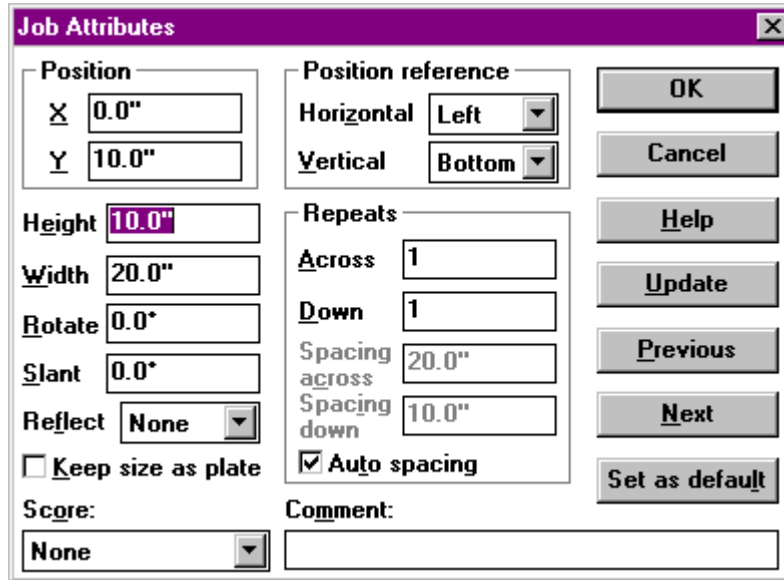 Job Attributes
Position
X 0.0"
Y 10.0"
Height 10.0"
Width 20.0"
Rotate 0.0°
Slant 0.0°
Reflect None
Keep size as plate
Score:
None
Position reference
Horizontal Left
Vertical Bottom
Repeats
Across 1
Down 1
Spacing
across 20.0"
Spacing
down 10.0"
Auto spacing
Comment:
OK
Cancel
Help
Update
Previous
Next
Set as default